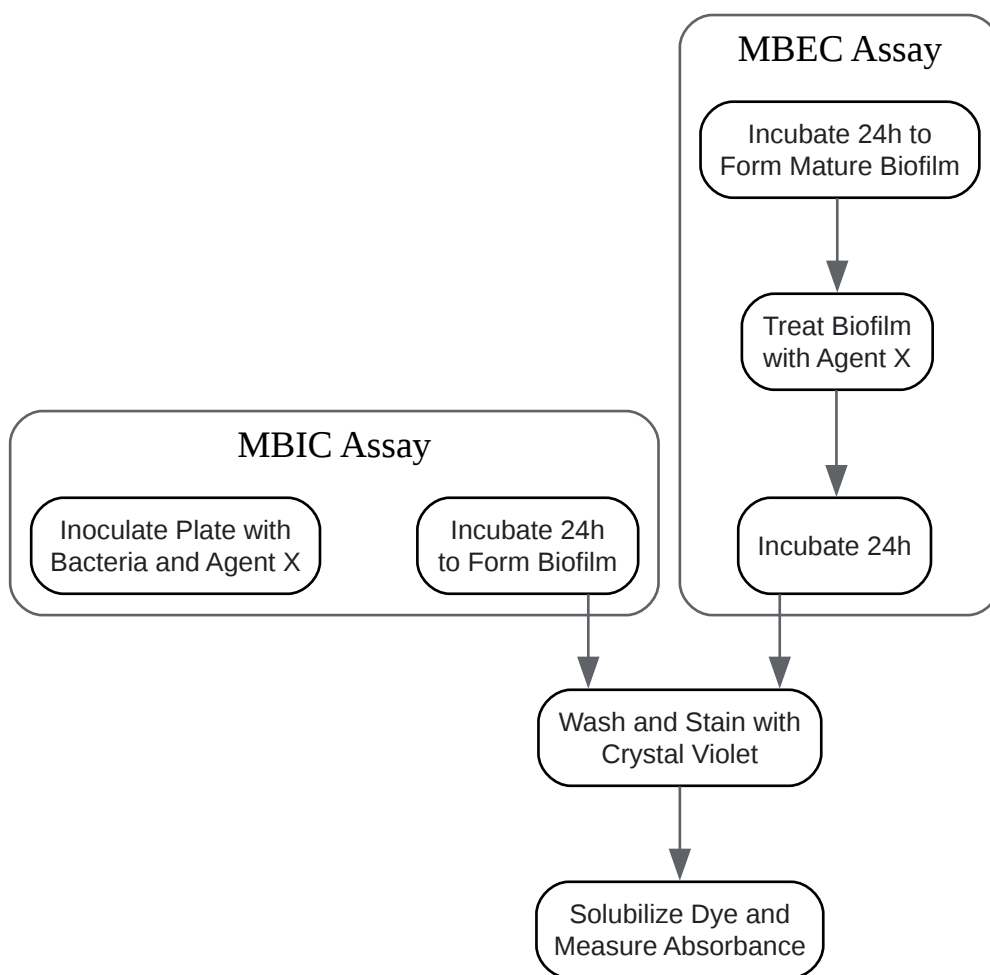 MBEC Assay
Incubate 24h to
Form Mature Biofilm
Treat Biofilm
with Agent X
MBIC Assay
Inoculate Plate with
Bacteria and Agent X
Incubate 24h
to Form Biofilm
Incubate 24h
Wash and Stain with
Crystal Violet
Solubilize Dye and
Measure Absorbance